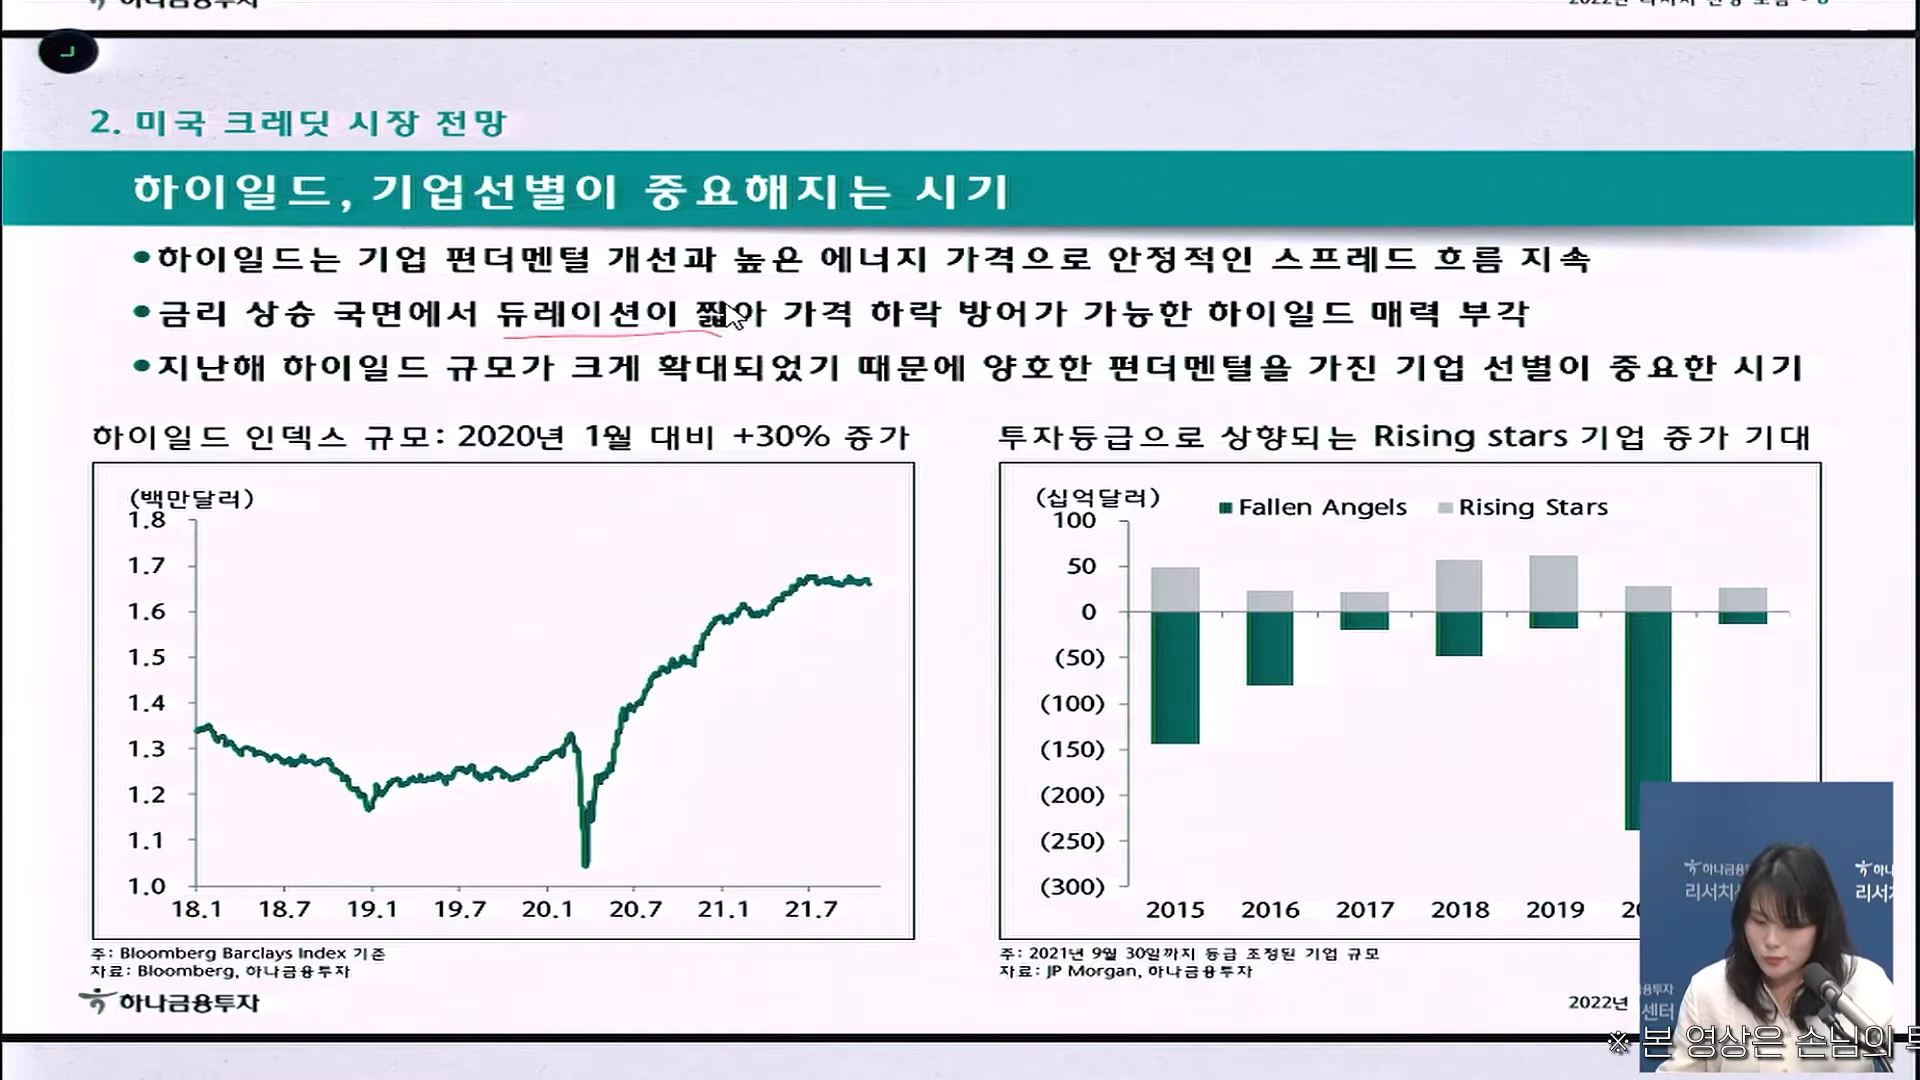 하나금융투자
2. 미국 크레딧 시장 전망
하이일드, 기업선별이 중요해지는 시기
●하이일드는 기업 펀더멘털 개선과 높은 에너지 가격으로 안정적인 스프레드 흐름 지속
●금리 상승 국면에서 듀레이션이 짧아 가격 하락 방어가 가능한 하이일드 매력 부각
●지난해 하이일드 규모가 크게 확대되었기 때문에 양호한 펀더멘털을 가진 기업 선별이 중요한 시기
하이일드 인덱스 규모: 2020년 1월 대비 +30% 증가
(백만달러)
1.8
1.7
1.6
1.5
1.4
1.3
1.2
1.1
1.0
18.1 18.7 19.1 19.7 20.1 20.7 21.1 21.7
주: Bloomberg Barclays Index 기준
자료: Bloomberg, 하나금융투자
투자등급으로 상향되는 Rising stars 기업 증가 기대
(십억달러)
Fallen Angels Rising Stars
100
50
0
(50)
(100)
(150)
(200)
(250)
(300)
2015 2016 2017 2018 2019
주: 2021년 9월 30일까지 등급 조정된 기업 규모
자료: JP Morgan, 하나금융투자
하나금융투자
2022년
센터
※ 본 영상은 손님의